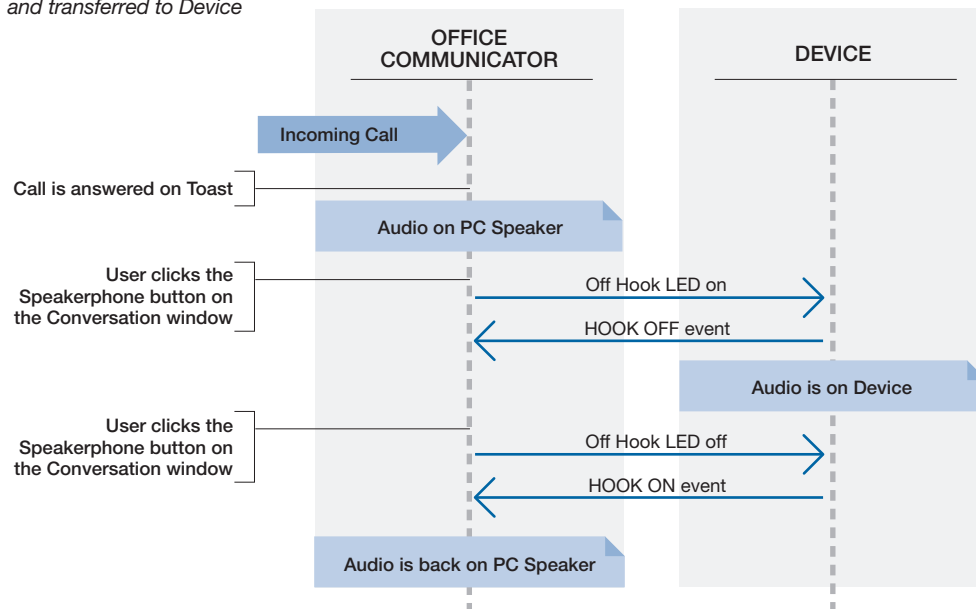 and transferred to Device
OFFICE
COMMUNICATOR
DEVICE
Incoming Call
Call is answered on Toast
Audio on PC Speaker
User clicks the
Speakerphone button on
the Conversation window
Off Hook LED on
HOOK OFF event
Audio is on Device
User clicks the
Speakerphone button on
the Conversation window
Off Hook LED off
HOOK ON event
Audio is back on PC Speaker